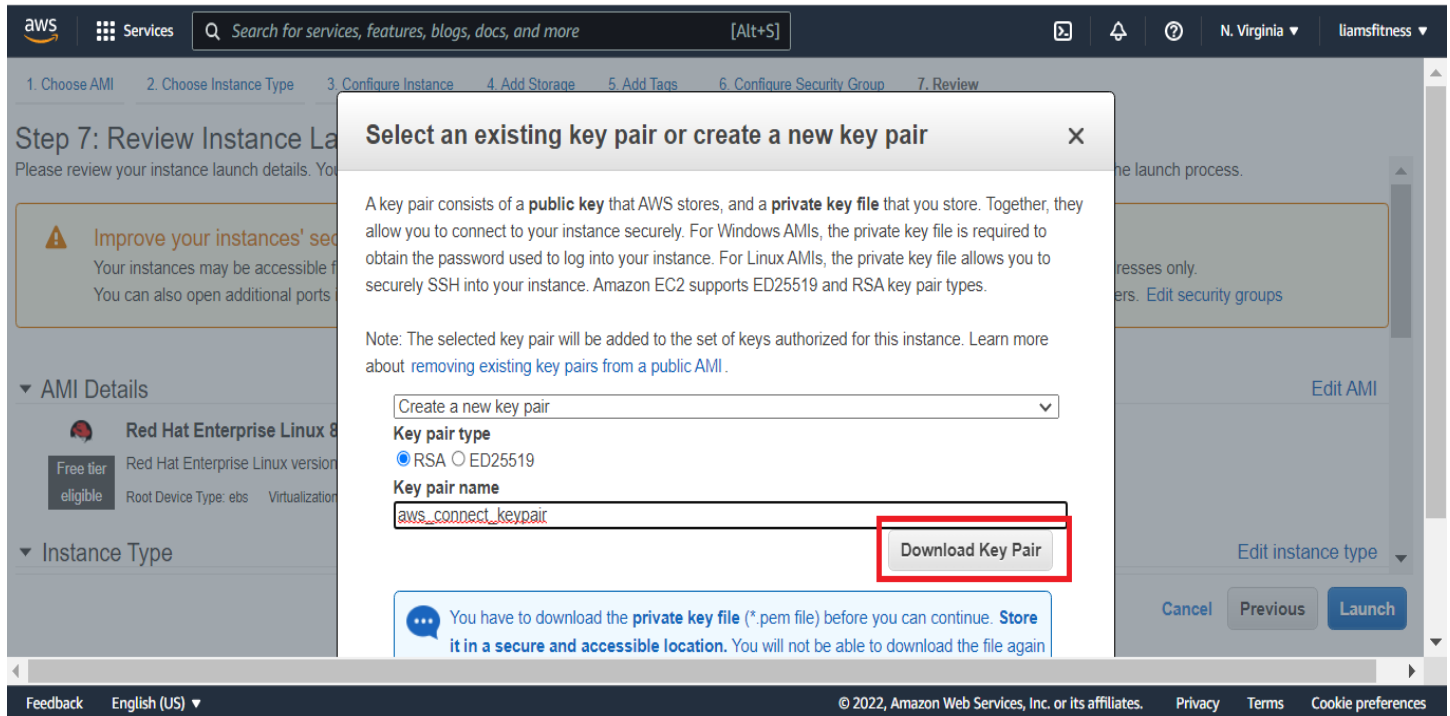 aws
Services
Search for services, features, blogs, docs, and more [Alt+S]
N. Virginia ▼
liamsfitness ▼
1. Choose AMI 2. Choose Instance Type 3. Configure Instance 4. Add Storage 5. Add Tags 6. Configure Security Group 7. Review
Step 7: Review Instance La
Please review your instance launch details. You
he launch process.
Improve your instances' sec
Your instances may be accessible f
resses only.
You can also open additional ports i
ers. Edit security groups
AMI Details
Edit AMI
Red Hat Enterprise Linux 8
Free tier
eligible
Red Hat Enterprise Linux version
Root Device Type: ebs Virtualization
Instance Type
Edit instance type
Cancel Previous Launch
Select an existing key pair or create a new key pair
A key pair consists of a public key that AWS stores, and a private key file that you store. Together, they
allow you to connect to your instance securely. For Windows AMIs, the private key file is required to
obtain the password used to log into your instance. For Linux AMIs, the private key file allows you to
securely SSH into your instance. Amazon EC2 supports ED25519 and RSA key pair types.
Note: The selected key pair will be added to the set of keys authorized for this instance. Learn more
about removing existing key pairs from a public AMI.
Create a new key pair
Key pair type
RSA ED25519
Key pair name
aws_connect_keypair
Download Key Pair
You have to download the private key file (*.pem file) before you can continue. Store
it in a secure and accessible location. You will not be able to download the file again
Feedback English (US) ▼ © 2022, Amazon Web Services, Inc. or its affiliates. Privacy Terms Cookie preferences